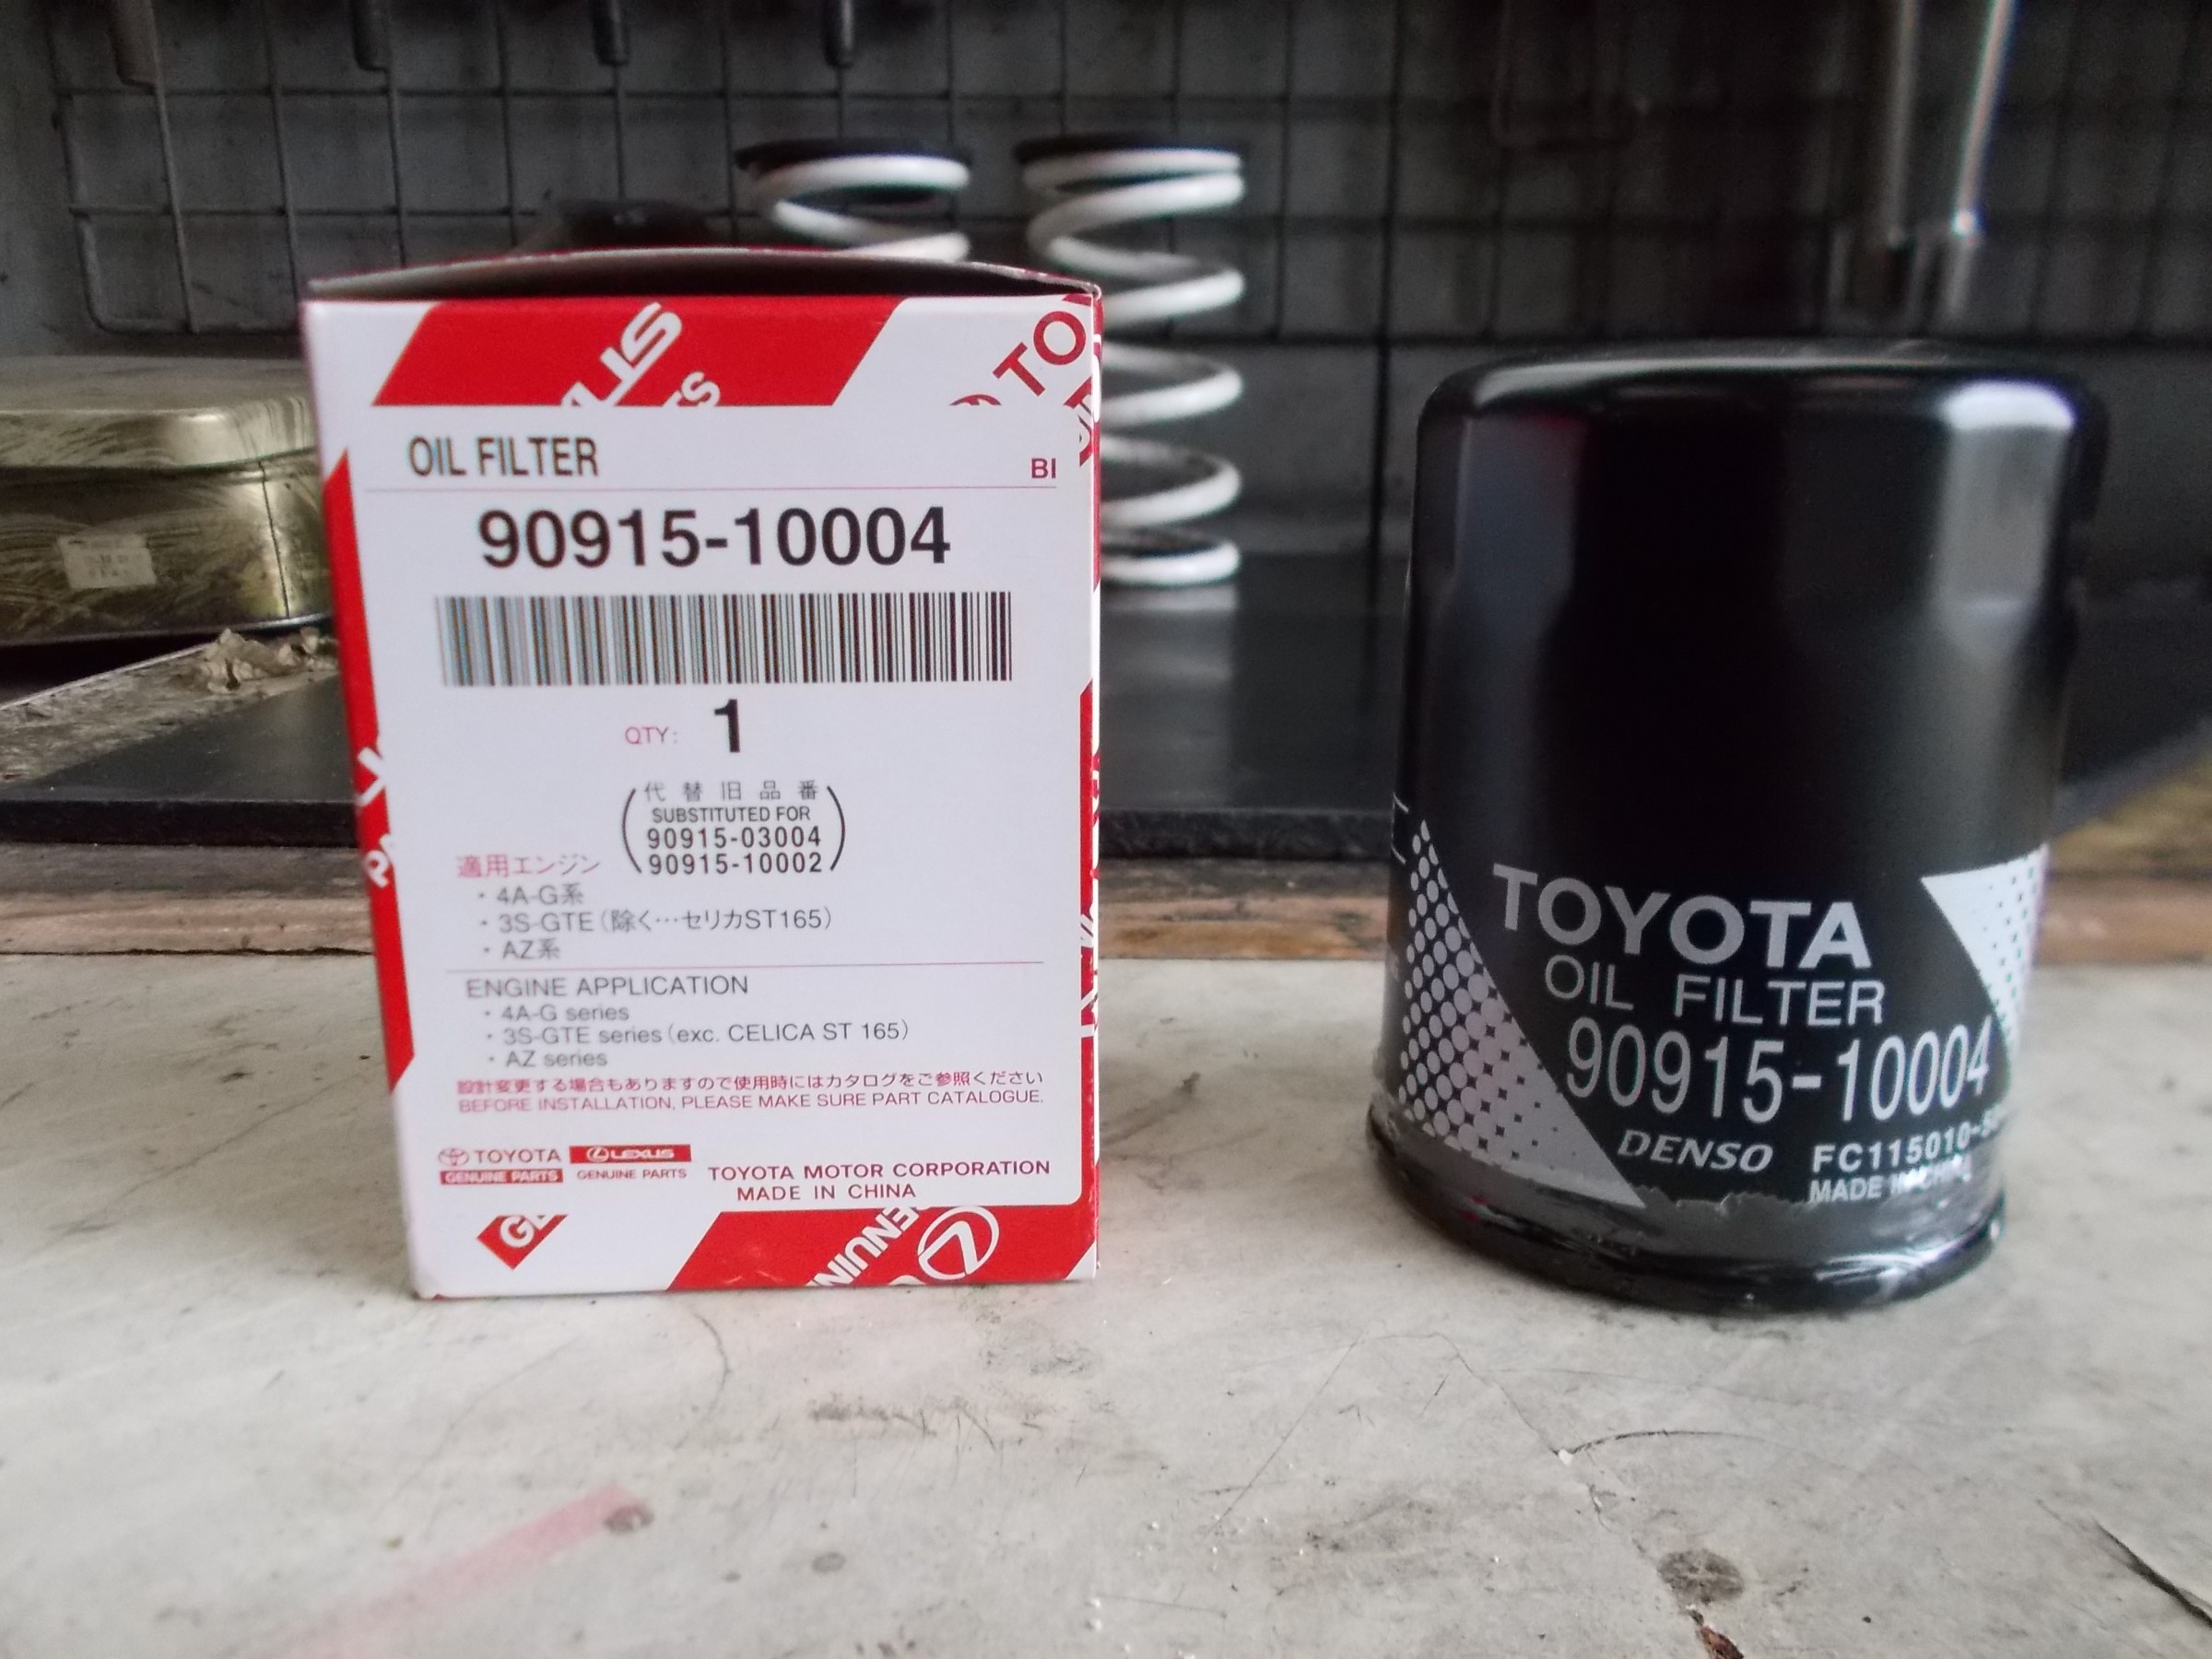 TO
OIL FILTER
BI
90915-10004
QTY: 1
代替旧品番
SUBSTITUTED FOR
90915-03004
90915-10002
適用エンジン
・4A-G系
・3S-GTE（除く…セリカST165）
・AZ系
ENGINE APPLICATION
・4A-G series
・3S-GTE series（exc. CELICA ST 165）
・AZ series
設計変更する場合もありますので使用時にはカタログをご参照ください
BEFORE INSTALLATION, PLEASE MAKE SURE PART CATALOGUE.
TOYOTA
GENUINE PARTS
LEXUS
GENUINE PARTS
TOYOTA MOTOR CORPORATION
MADE IN CHINA
TOYOTA
OIL FILTER
90915-10004
DENSO FC115010-
MADE IN CHINA